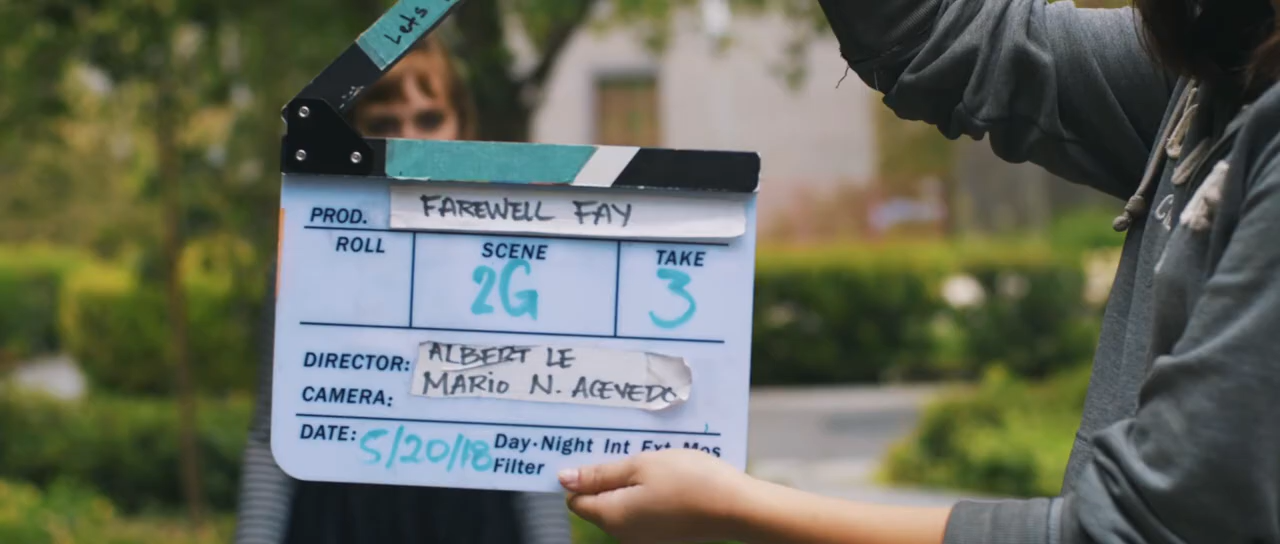 Lets
PROD. FAREWELL FAY
ROLL SCENE TAKE
2G 3
DIRECTOR: ALBERT LE
CAMERA: MARIO N. ACEVEDO
DATE: 5/20/18 Day·Night Int Ext Mos
Filter